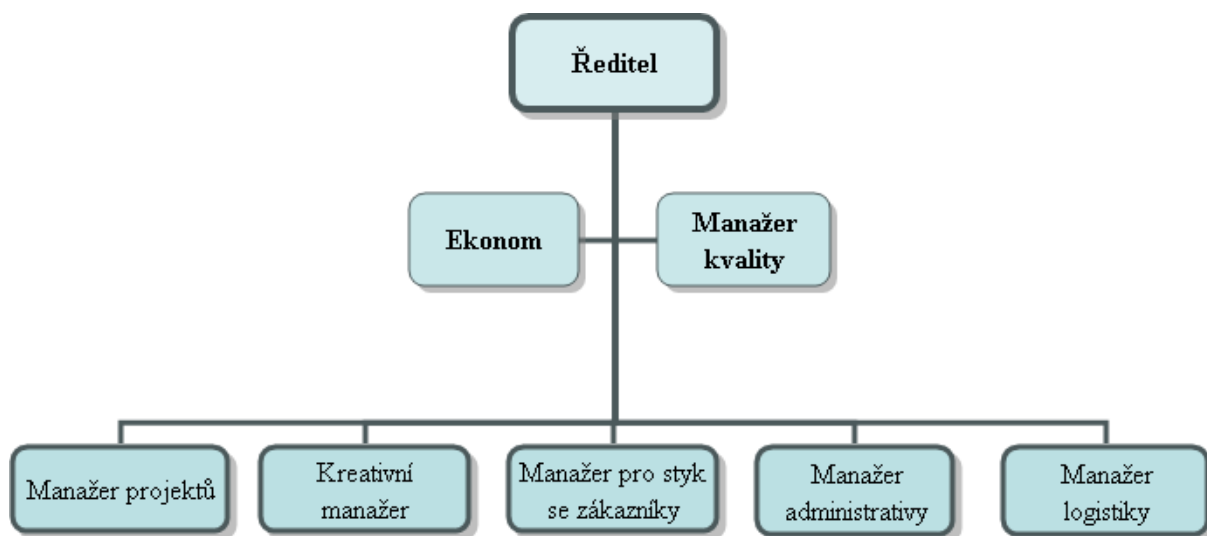 Ředitel
Ekonom
Manažer
kvality
Manažer projektů
Kreativní
manažer
Manažer pro styk
se zákazníky
Manažer
administrativy
Manažer
logistiky